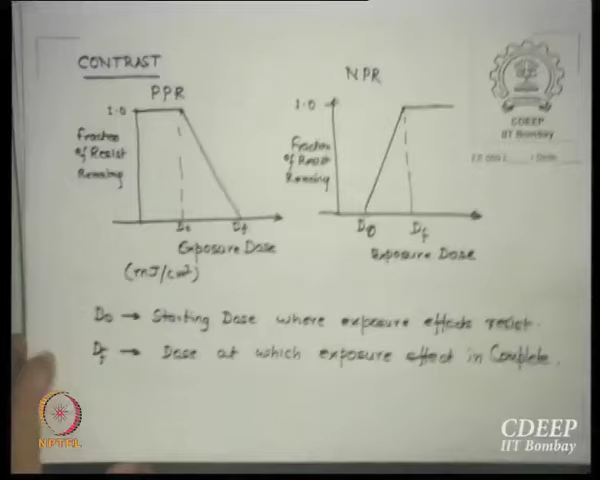 CONTRAST
PPR
NPR
1.0
1.0
Fraction
of Resist
Remaining
Fraction
of Resist
Remaining
D₀
Df
D₀
Df
Exposure Dose
(mJ/cm²)
Exposure Dose
D₀ → Starting Dose where exposure effects resist.
Df → Dose at which exposure effect in Complete.
CDEEP
IIT Bombay
NPTEL
CDEEP
IIT Bombay